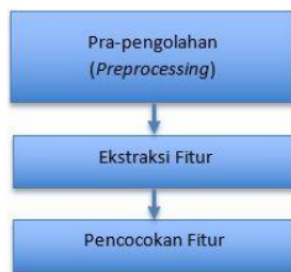 Pra-pengolahan
(Preprocessing)
Ekstraksi Fitur
Pencocokan Fitur